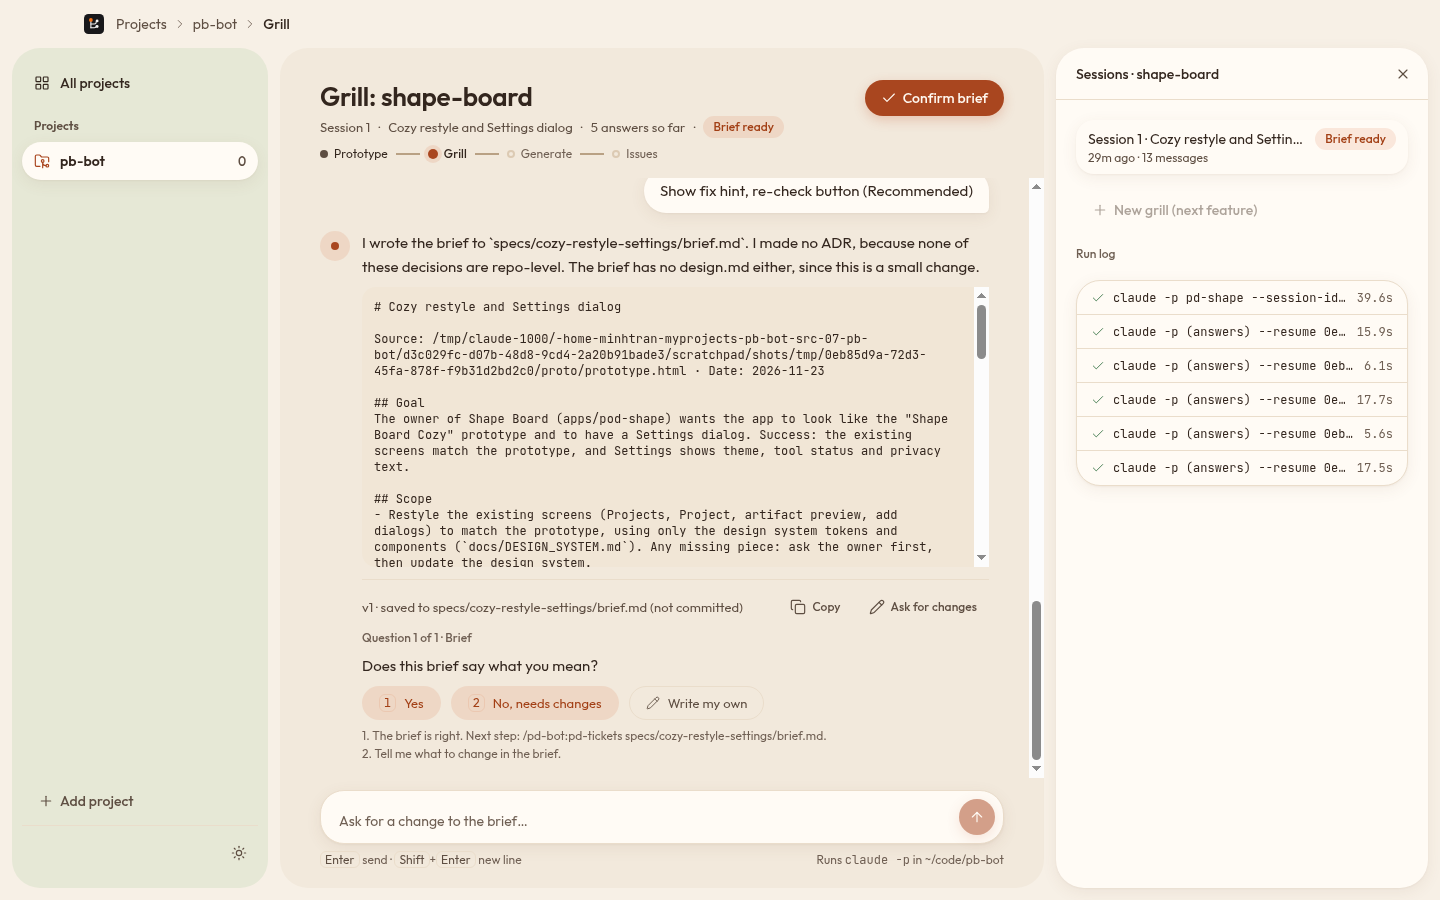 Projects > pb-bot > Grill
All projects
Projects
pb-bot 0
Add project
Grill: shape-board
Confirm brief
Session 1 · Cozy restyle and Settings dialog · 5 answers so far · Brief ready
Prototype Grill Generate Issues
Show fix hint, re-check button (Recommended)
I wrote the brief to `specs/cozy-restyle-settings/brief.md`. I made no ADR, because none of
these decisions are repo-level. The brief has no design.md either, since this is a small change.
# Cozy restyle and Settings dialog
Source: /tmp/claude-1000/-home-minhtran-myprojects-pb-bot-src-07-pb-
bot/d3c029fc-d07b-48d8-9cd4-2a20b91bade3/scratchpad/shots/tmp/0eb85d9a-72d3-
45fa-878f-f9b31d2bd2c0/proto/prototype.html · Date: 2026-11-23
## Goal
The owner of Shape Board (apps/pod-shape) wants the app to look like the "Shape
Board Cozy" prototype and to have a Settings dialog. Success: the existing
screens match the prototype, and Settings shows theme, tool status and privacy
text.
## Scope
- Restyle the existing screens (Projects, Project, artifact preview, add
dialogs) to match the prototype, using only the design system tokens and
components (`docs/DESIGN_SYSTEM.md`). Any missing piece: ask the owner first,
then update the design system.
v1 · saved to specs/cozy-restyle-settings/brief.md (not committed)
Copy
Ask for changes
Question 1 of 1 · Brief
Does this brief say what you mean?
1 Yes
2 No, needs changes
Write my own
1. The brief is right. Next step: /pd-bot:pd-tickets specs/cozy-restyle-settings/brief.md.
2. Tell me what to change in the brief.
Ask for a change to the brief...
Enter send · Shift + Enter new line
Runs claude -p in ~/code/pb-bot
Sessions · shape-board
Session 1 · Cozy restyle and Settin... Brief ready
29m ago · 13 messages
New grill (next feature)
Run log
claude -p pd-shape --session-id... 39.6s
claude -p (answers) --resume 0e... 15.9s
claude -p (answers) --resume 0eb... 6.1s
claude -p (answers) --resume 0e... 17.7s
claude -p (answers) --resume 0eb... 5.6s
claude -p (answers) --resume 0e... 17.5s